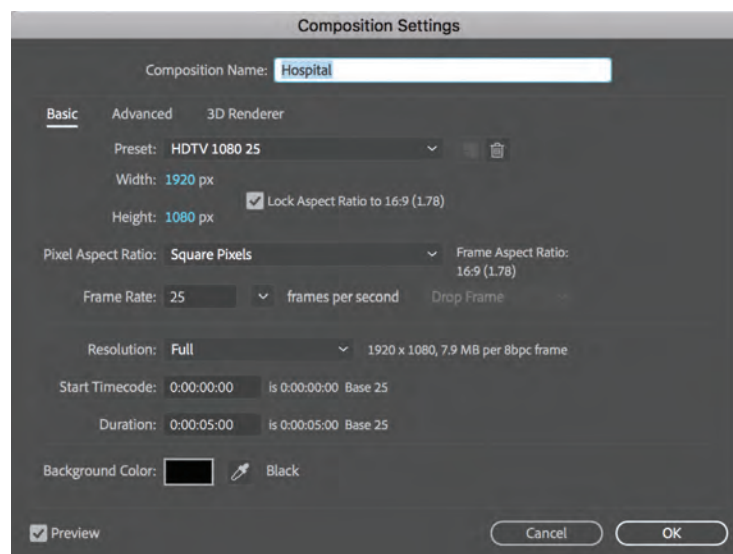 Composition Settings
Composition Name: Hospital
Basic Advanced 3D Renderer
Preset: HDTV 1080 25
Width: 1920 px
Lock Aspect Ratio to 16:9 (1.78)
Height: 1080 px
Pixel Aspect Ratio: Square Pixels Frame Aspect Ratio:
16:9 (1.78)
Frame Rate: 25 frames per second Drop Frame
Resolution: Full 1920 x 1080, 7.9 MB per 8bpc frame
Start Timecode: 0:00:00:00 is 0:00:00:00 Base 25
Duration: 0:00:05:00 is 0:00:05:00 Base 25
Background Color: Black
Preview Cancel OK